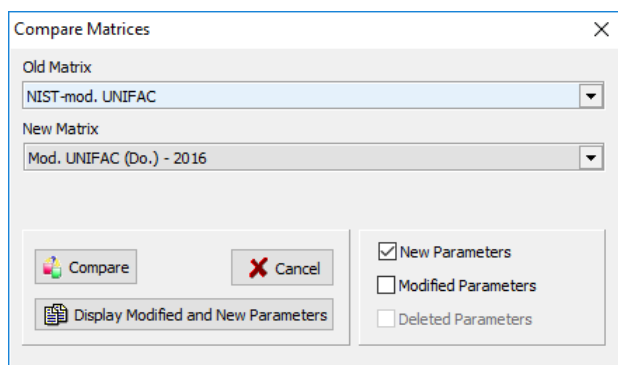 Compare Matrices
Old Matrix
NIST-mod. UNIFAC
New Matrix
Mod. UNIFAC (Do.) - 2016
Compare
Cancel
Display Modified and New Parameters
New Parameters
Modified Parameters
Deleted Parameters